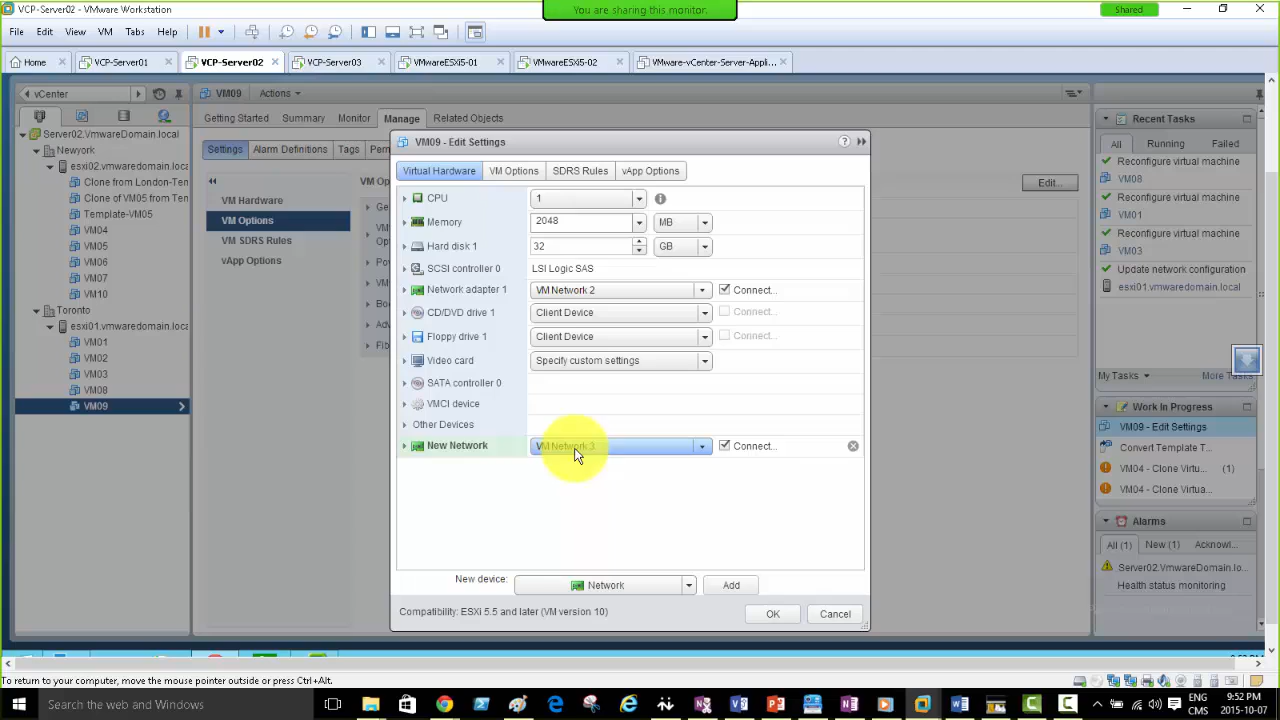 VCP-Server02 - VMware Workstation
You are sharing this monitor.
Shared
File Edit View VM Tabs Help
Home
VCP-Server01
VCP-Server02
VCP-Server03
VMwareESXi5-01
VMwareESXi5-02
VMware-vCenter-Server-Appli...
vCenter
VM09 Actions
Getting Started Summary Monitor Manage Related Objects
Settings Alarm Definitions Tags Per
Server02.VmwareDomain.local
Newyork
esxi02.vmwaredomain.local
Clone from London-Ten
Clone of VM05 from Tem
Template-VM05
VM04
VM05
VM06
VM07
VM10
Toronto
esxi01.vmwaredomain.local
VM01
VM02
VM03
VM08
VM09
VM Hardware
VM Options
VM SDRS Rules
vApp Options
VM Op
Edit...
VM09 - Edit Settings
Virtual Hardware VM Options SDRS Rules vApp Options
CPU 1
Memory 2048 MB
Hard disk 1 32 GB
SCSI controller 0 LSI Logic SAS
Network adapter 1 VM Network 2 Connect...
CD/DVD drive 1 Client Device Connect...
Floppy drive 1 Client Device Connect...
Video card Specify custom settings
SATA controller 0
VMCI device
Other Devices
New Network VM Network 3 Connect...
New device: Network Add
Compatibility: ESXi 5.5 and later (VM version 10)
OK Cancel
Recent Tasks
All Running Failed
Reconfigure virtual machine
VM08
Reconfigure virtual machine
VM01
Reconfigure virtual machine
VM03
Update network configuration
esxi01.vmwaredomain.local
My Tasks More Tasks
Work In Progress
VM09 - Edit Settings
Convert Template T...
VM04 - Clone Virtu... (1)
VM04 - Clone Virtua...
Alarms
All (1) New (1) Acknowl...
Server02.VmwareDomain.lo...
Health status monitoring
To return to your computer, move the mouse pointer outside or press Ctrl+Alt.
Search the web and Windows
ENG
CMS
9:52 PM
2015-10-07